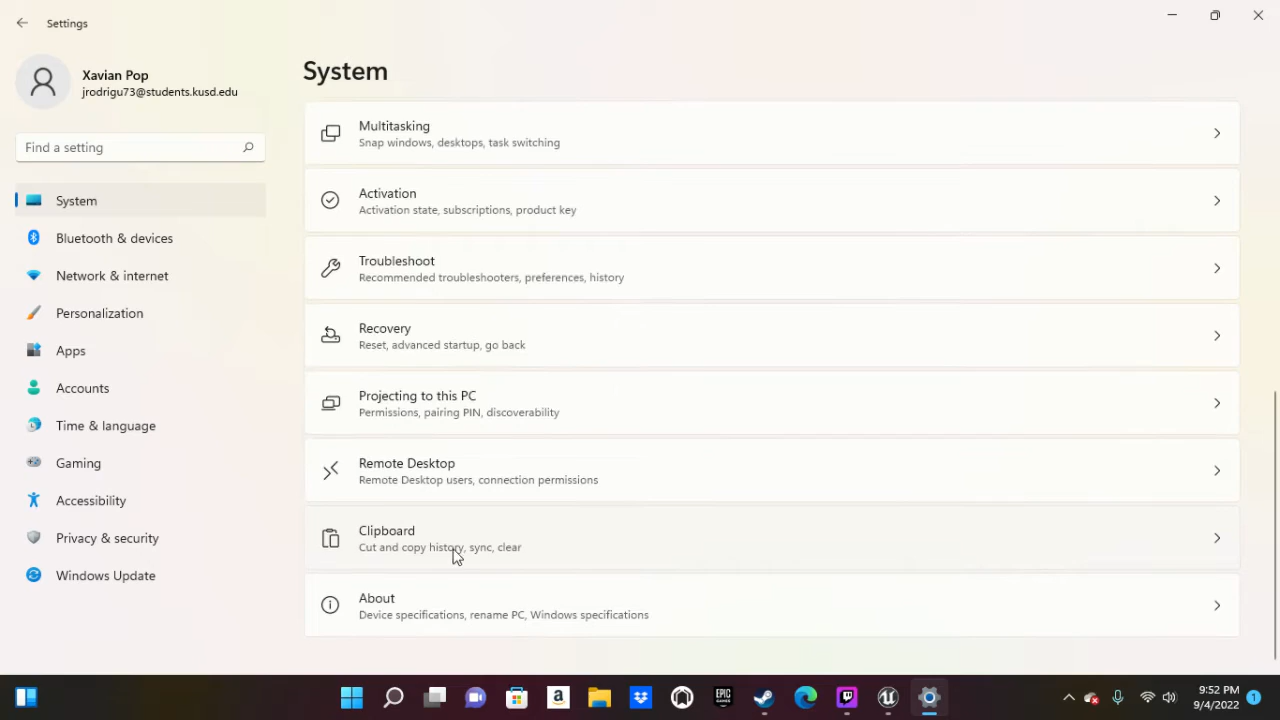 Settings
Xavian Pop
jrodrigu73@students.kusd.edu
Find a setting
System
Bluetooth & devices
Network & internet
Personalization
Apps
Accounts
Time & language
Gaming
Accessibility
Privacy & security
Windows Update
System
Multitasking
Snap windows, desktops, task switching
Activation
Activation state, subscriptions, product key
Troubleshoot
Recommended troubleshooters, preferences, history
Recovery
Reset, advanced startup, go back
Projecting to this PC
Permissions, pairing PIN, discoverability
Remote Desktop
Remote Desktop users, connection permissions
Clipboard
Cut and copy history, sync, clear
About
Device specifications, rename PC, Windows specifications
EPIC
GAMES
9:52 PM
9/4/2022
1